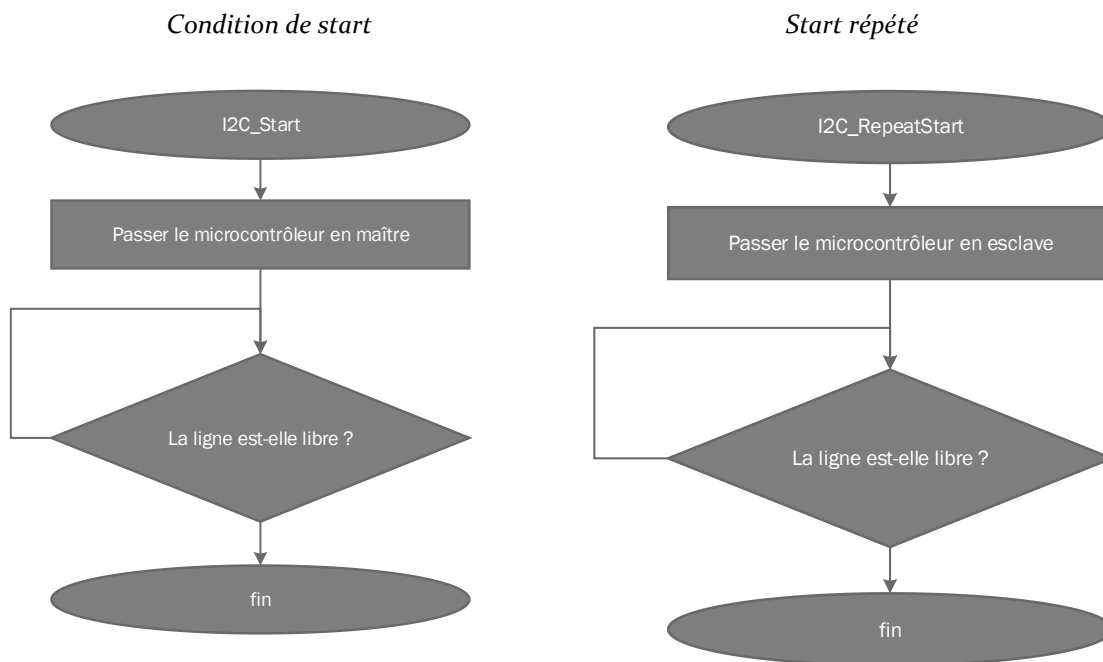 Condition de start
I2C_Start
Passer le microcontrôleur en maître
La ligne est-elle libre ?
fin
Start répété
I2C_RepeatStart
Passer le microcontrôleur en esclave
La ligne est-elle libre ?
fin